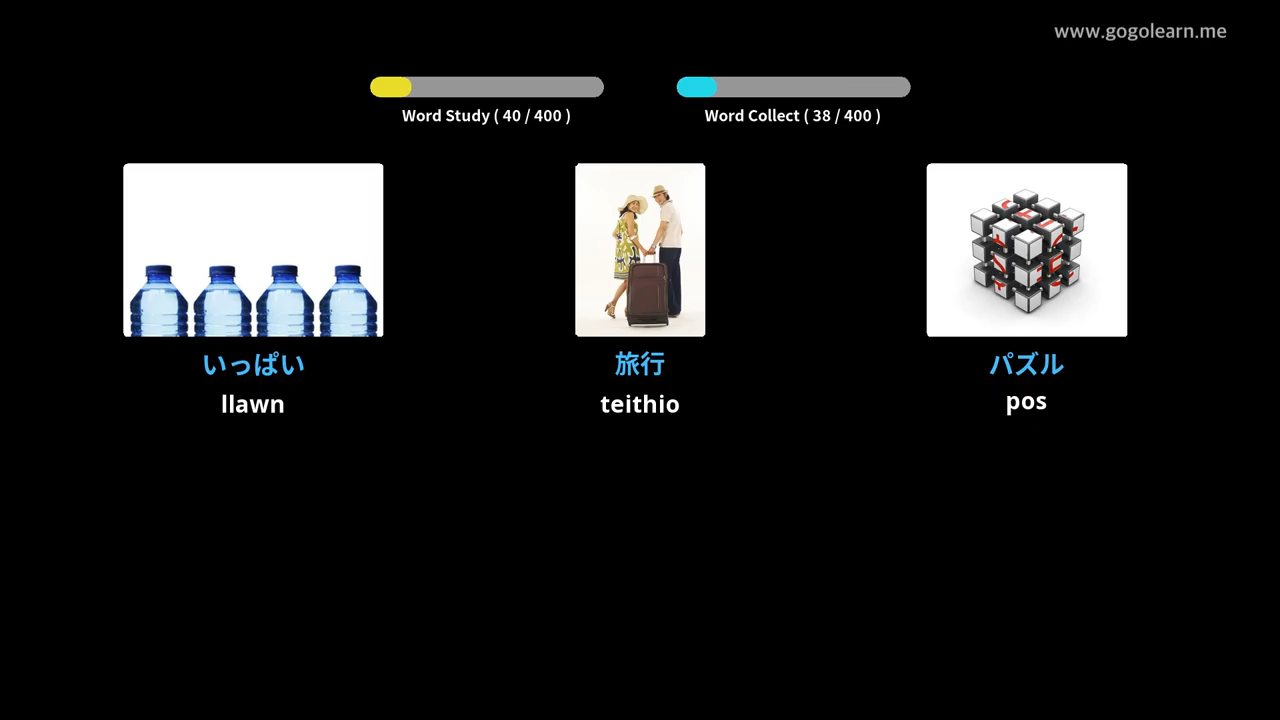 www.gogolearn.me
Word Study ( 40 / 400 )
Word Collect ( 38 / 400 )
いっぱい
llawn
旅行
teithio
パズル
pos